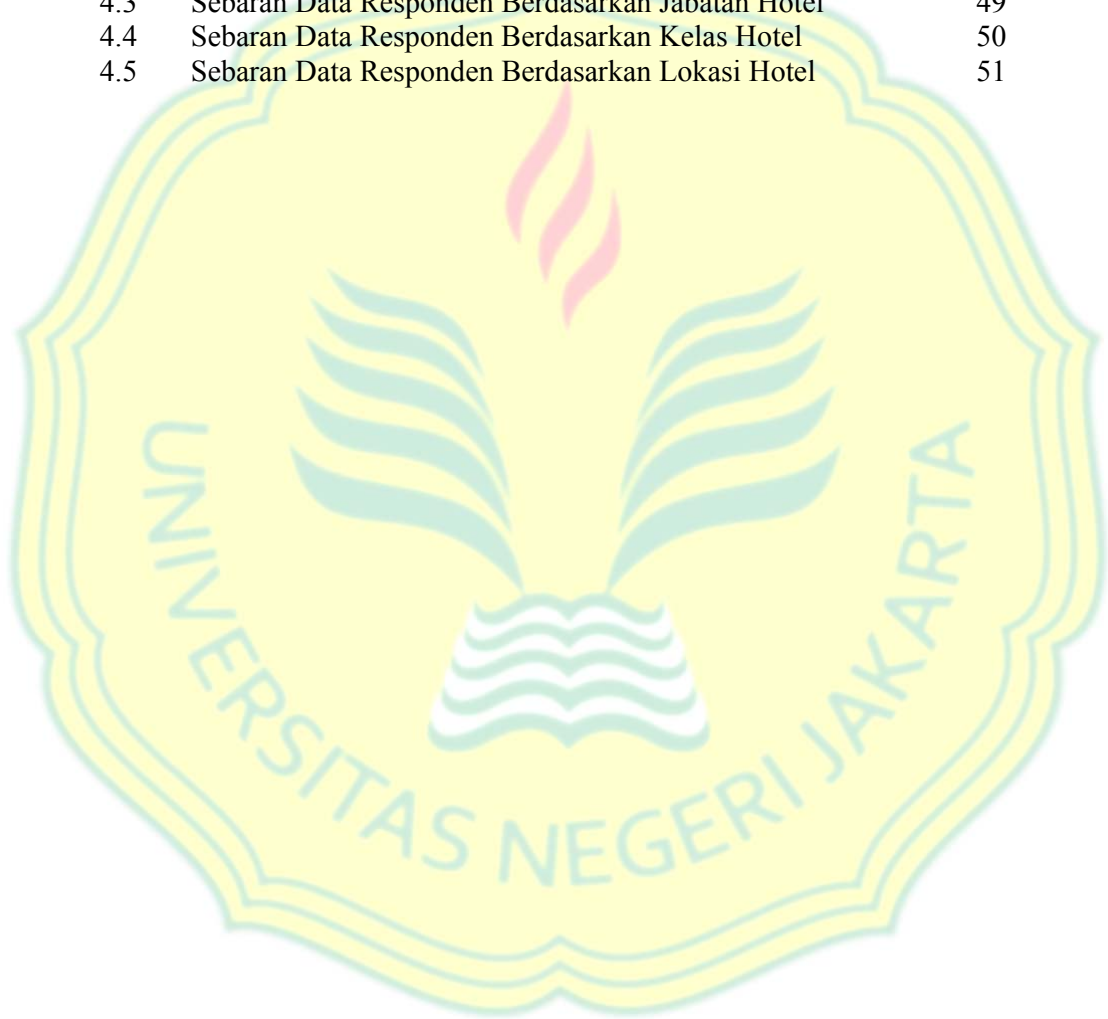 4.3 Sebaran Data Responden Berdasarkan Jabatan Hotel 49
4.4 Sebaran Data Responden Berdasarkan Kelas Hotel 50
4.5 Sebaran Data Responden Berdasarkan Lokasi Hotel 51
UNIVERSITAS NEGERI JAKARTA